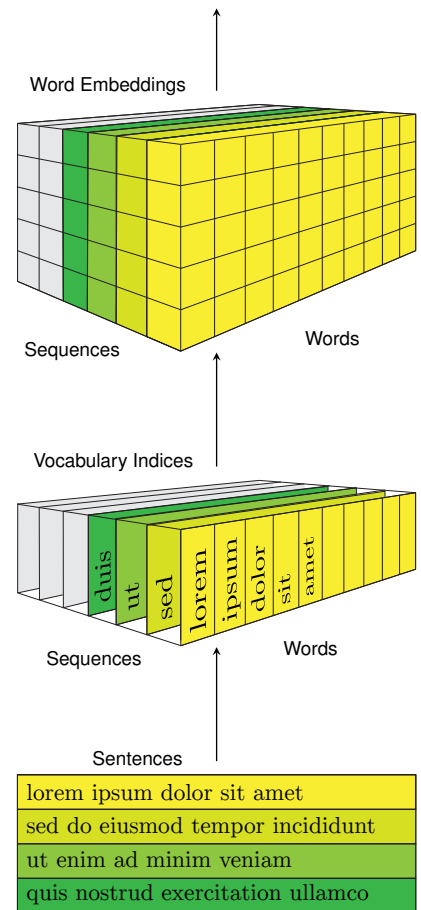 Word Embeddings
Sequences
Words
Vocabulary Indices
duis
ut
sed
lorem
ipsum
dolor
sit
amet
Sequences
Words
Sentences
lorem ipsum dolor sit amet
sed do eiusmod tempor incididunt
ut enim ad minim veniam
quis nostrud exercitation ullamco